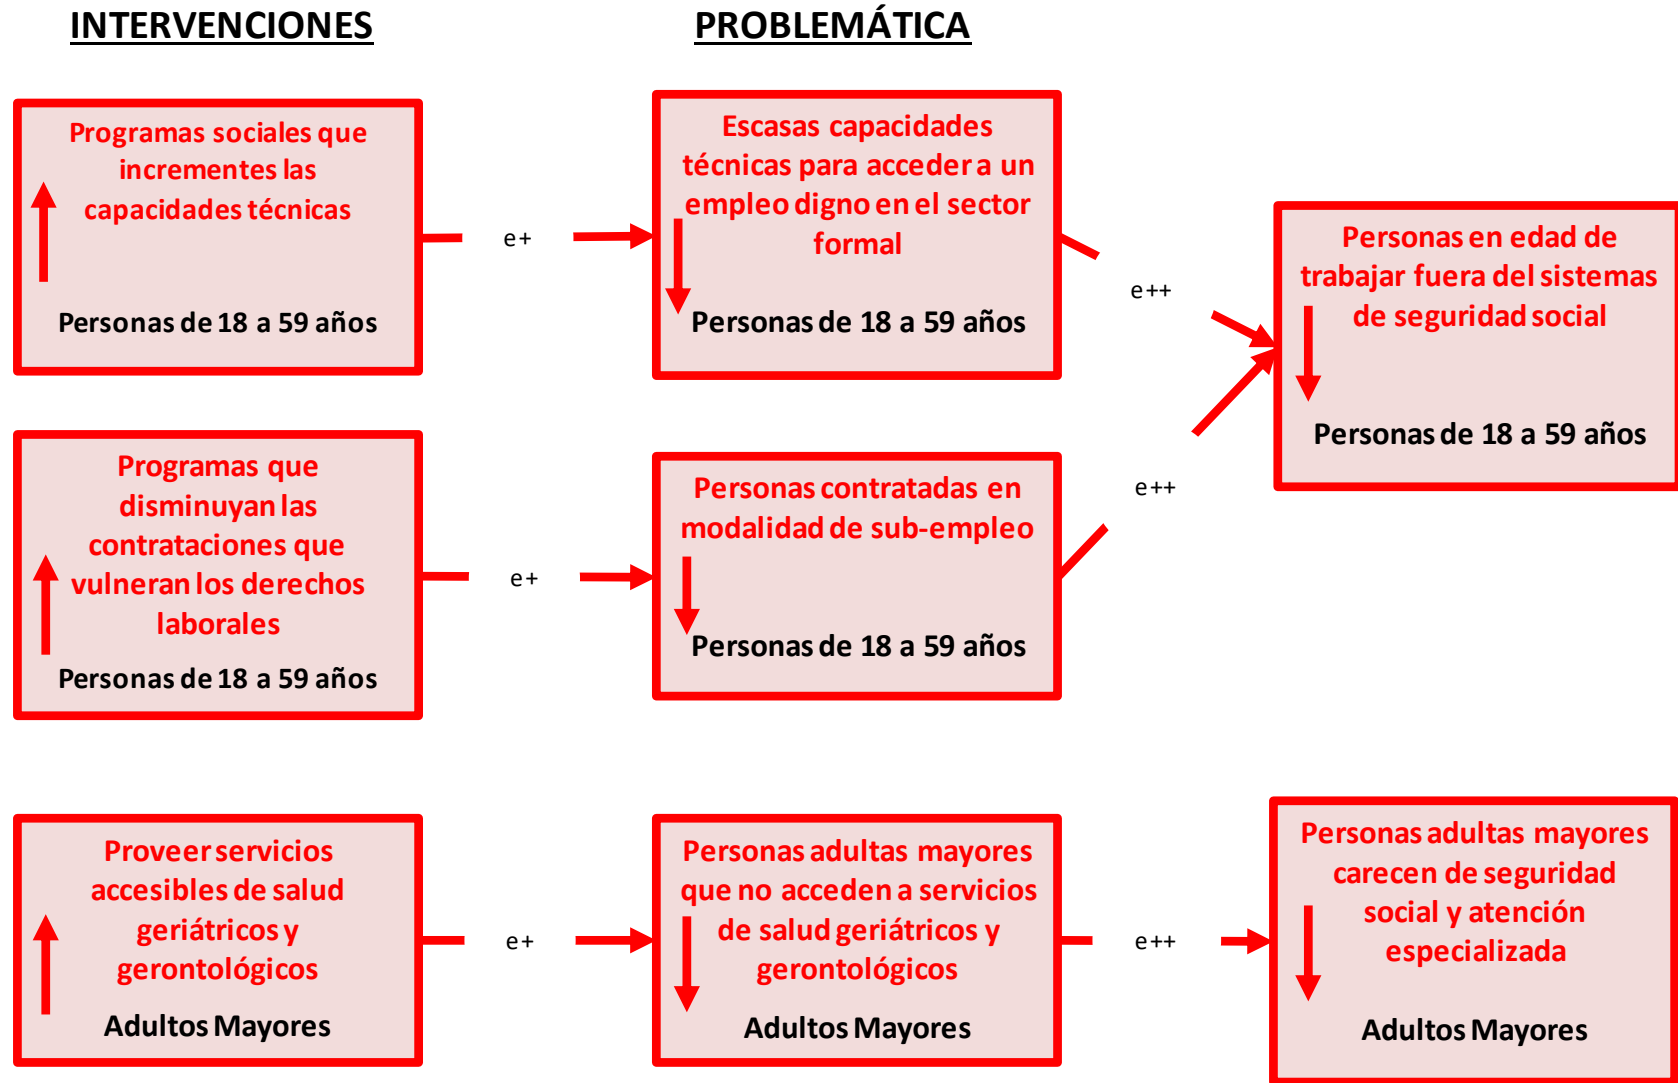 INTERVENCIONES
PROBLEMÁTICA
Programas sociales que
incrementes las
capacidades técnicas
Personas de 18 a 59 años
e+
Escasas capacidades
técnicas para acceder a un
empleo digno en el sector
formal
Personas de 18 a 59 años
e++
Personas en edad de
trabajar fuera del sistemas
de seguridad social
Personas de 18 a 59 años
Programas que
disminuyan las
contrataciones que
vulneran los derechos
laborales
Personas de 18 a 59 años
e+
Personas contratadas en
modalidad de sub-empleo
Personas de 18 a 59 años
e++
Proveer servicios
accesibles de salud
geriátricos y
gerontológicos
Adultos Mayores
e+
Personas adultas mayores
que no acceden a servicios
de salud geriátricos y
gerontológicos
Adultos Mayores
e++
Personas adultas mayores
carecen de seguridad
social y atención
especializada
Adultos Mayores